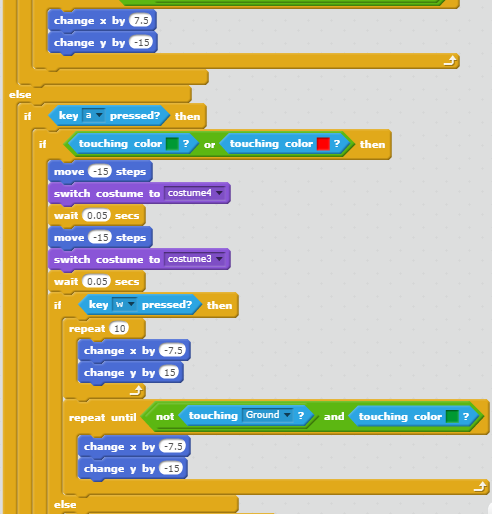 change x by 7.5
change y by -15
else
if key a pressed? then
if touching color ? or touching color ? then
move -15 steps
switch costume to costume4
wait 0.05 secs
move -15 steps
switch costume to costume3
wait 0.05 secs
if key w pressed? then
repeat 10
change x by -7.5
change y by 15
repeat until not touching Ground ? and touching color ?
change x by -7.5
change y by -15
else